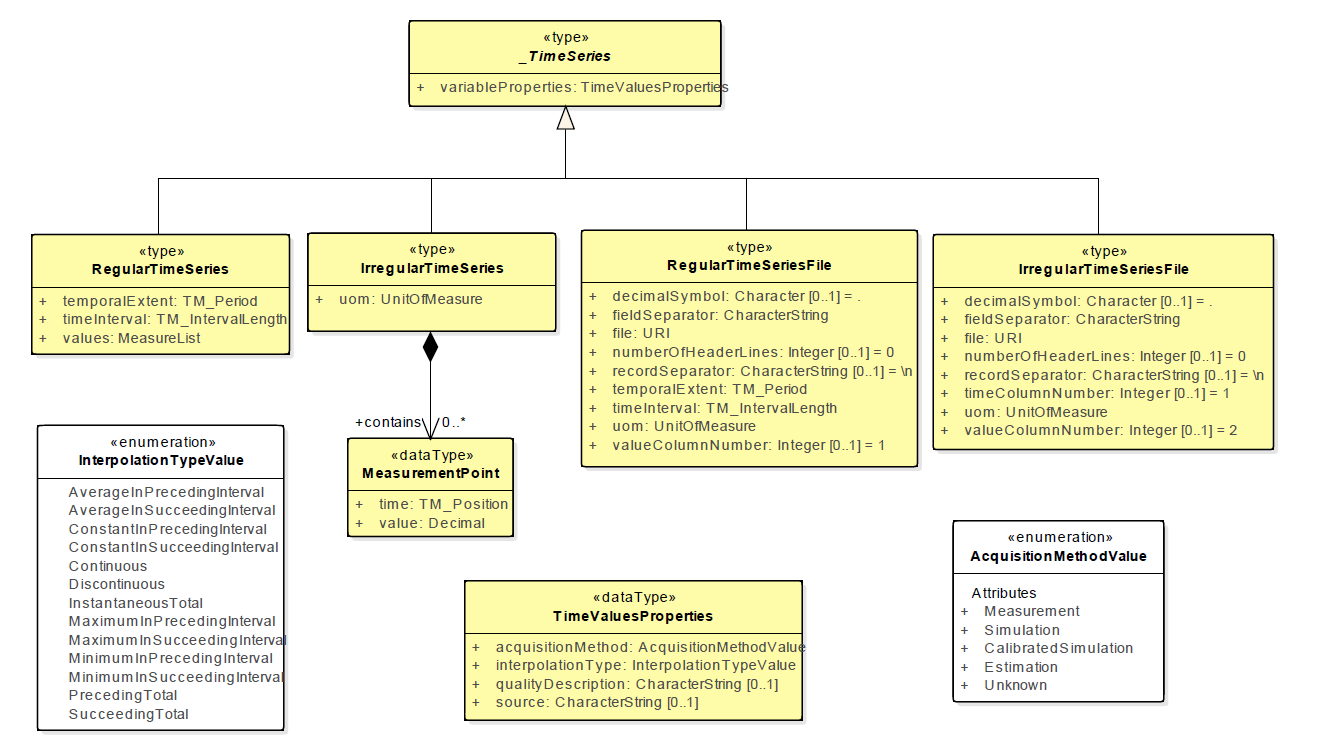 «type»
_TimeSeries
+ variableProperties: TimeValuesProperties
«type»
RegularTimeSeries
+ temporalExtent: TM_Period
+ timeInterval: TM_IntervalLength
+ values: MeasureList
«type»
IrregularTimeSeries
+ uom: UnitOfMeasure
«type»
RegularTimeSeriesFile
+ decimalSymbol: Character [0..1] = .
+ fieldSeparator: CharacterString
+ file: URI
+ numberOfHeaderLines: Integer [0..1] = 0
+ recordSeparator: CharacterString [0..1] = \n
+ temporalExtent: TM_Period
+ timeInterval: TM_IntervalLength
+ uom: UnitOfMeasure
+ valueColumnNumber: Integer [0..1] = 1
«type»
IrregularTimeSeriesFile
+ decimalSymbol: Character [0..1] = .
+ fieldSeparator: CharacterString
+ file: URI
+ numberOfHeaderLines: Integer [0..1] = 0
+ recordSeparator: CharacterString [0..1] = \n
+ timeColumnNumber: Integer [0..1] = 1
+ uom: UnitOfMeasure
+ valueColumnNumber: Integer [0..1] = 2
+contains 0..*
«dataType»
MeasurementPoint
+ time: TM_Position
+ value: Decimal
«enumeration»
InterpolationTypeValue
AverageInPrecedingInterval
AverageInSucceedingInterval
ConstantInPrecedingInterval
ConstantInSucceedingInterval
Continuous
Discontinuous
InstantaneousTotal
MaximumInPrecedingInterval
MaximumInSucceedingInterval
MinimumInPrecedingInterval
MinimumInSucceedingInterval
PrecedingTotal
SucceedingTotal
«dataType»
TimeValuesProperties
+ acquisitionMethod: AcquisitionMethodValue
+ interpolationType: InterpolationTypeValue
+ qualityDescription: CharacterString [0..1]
+ source: CharacterString [0..1]
«enumeration»
AcquisitionMethodValue
Attributes
+ Measurement
+ Simulation
+ CalibratedSimulation
+ Estimation
+ Unknown